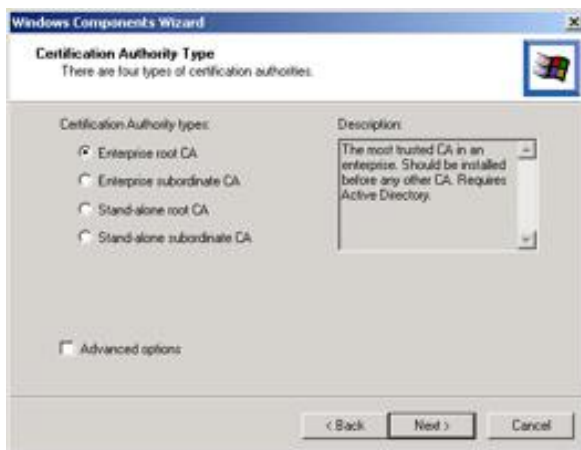 Windows Components Wizard
Certification Authority Type
There are four types of certification authorities.
Certification Authority types:
Description:
Enterprise root CA
Enterprise subordinate CA
Stand-alone root CA
Stand-alone subordinate CA
The most trusted CA in an
enterprise. Should be installed
before any other CA. Requires
Active Directory.
Advanced options
< Back
Next >
Cancel